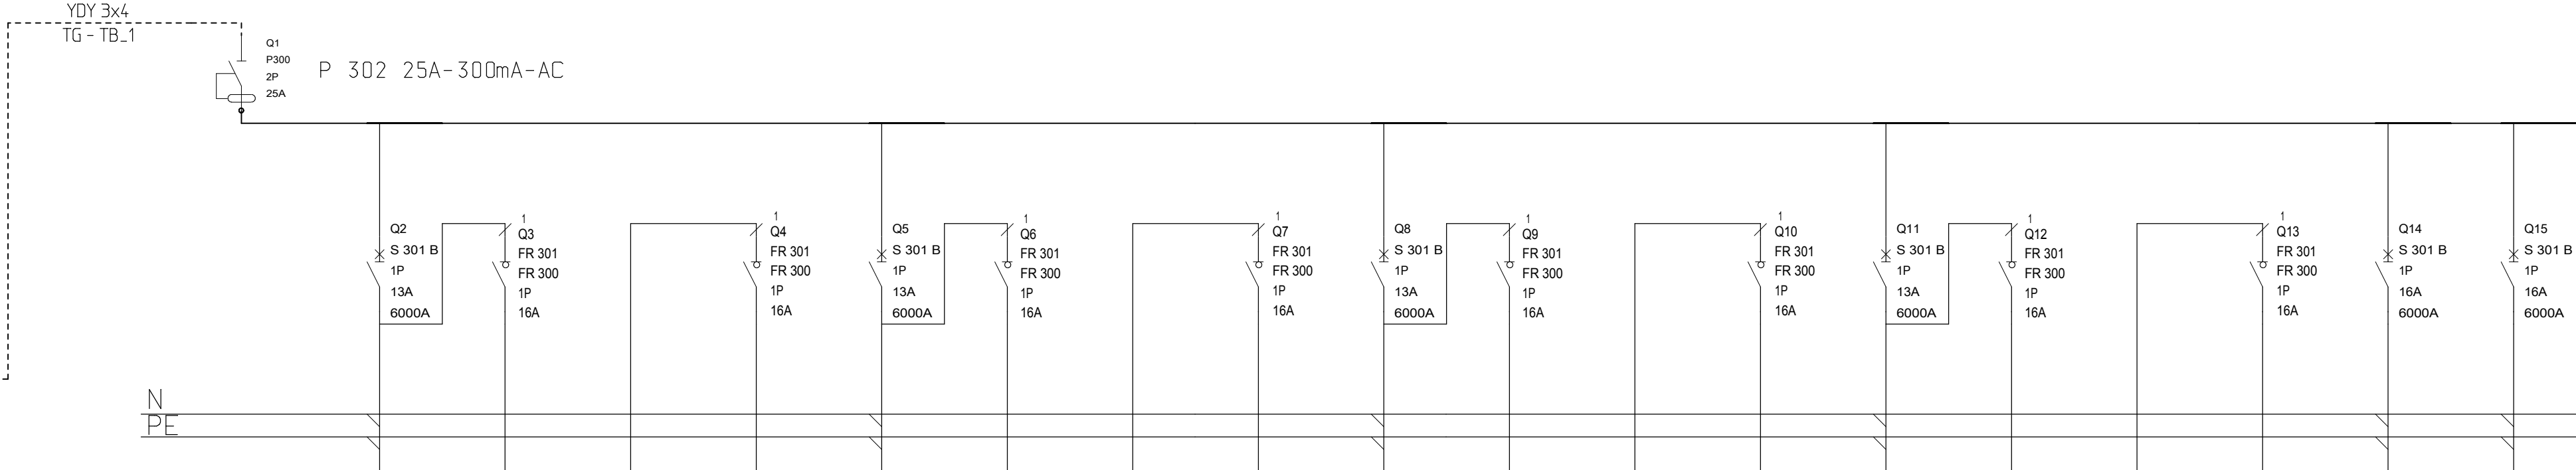 YDY 3x4
TG - TB_1
Q1
P300
2P
25A
P 302 25A-300mA-AC
Q2
S 301 B
1P
13A
6000A
1
Q3
FR 301
FR 300
1P
16A
1
Q4
FR 301
FR 300
1P
16A
Q5
S 301 B
1P
13A
6000A
1
Q6
FR 301
FR 300
1P
16A
1
Q7
FR 301
FR 300
1P
16A
Q8
S 301 B
1P
13A
6000A
1
Q9
FR 301
FR 300
1P
16A
1
Q10
FR 301
FR 300
1P
16A
Q11
S 301 B
1P
13A
6000A
1
Q12
FR 301
FR 300
1P
16A
1
Q13
FR 301
FR 300
1P
16A
Q14
S 301 B
1P
16A
6000A
Q15
S 301 B
1P
16A
6000A
N
PE